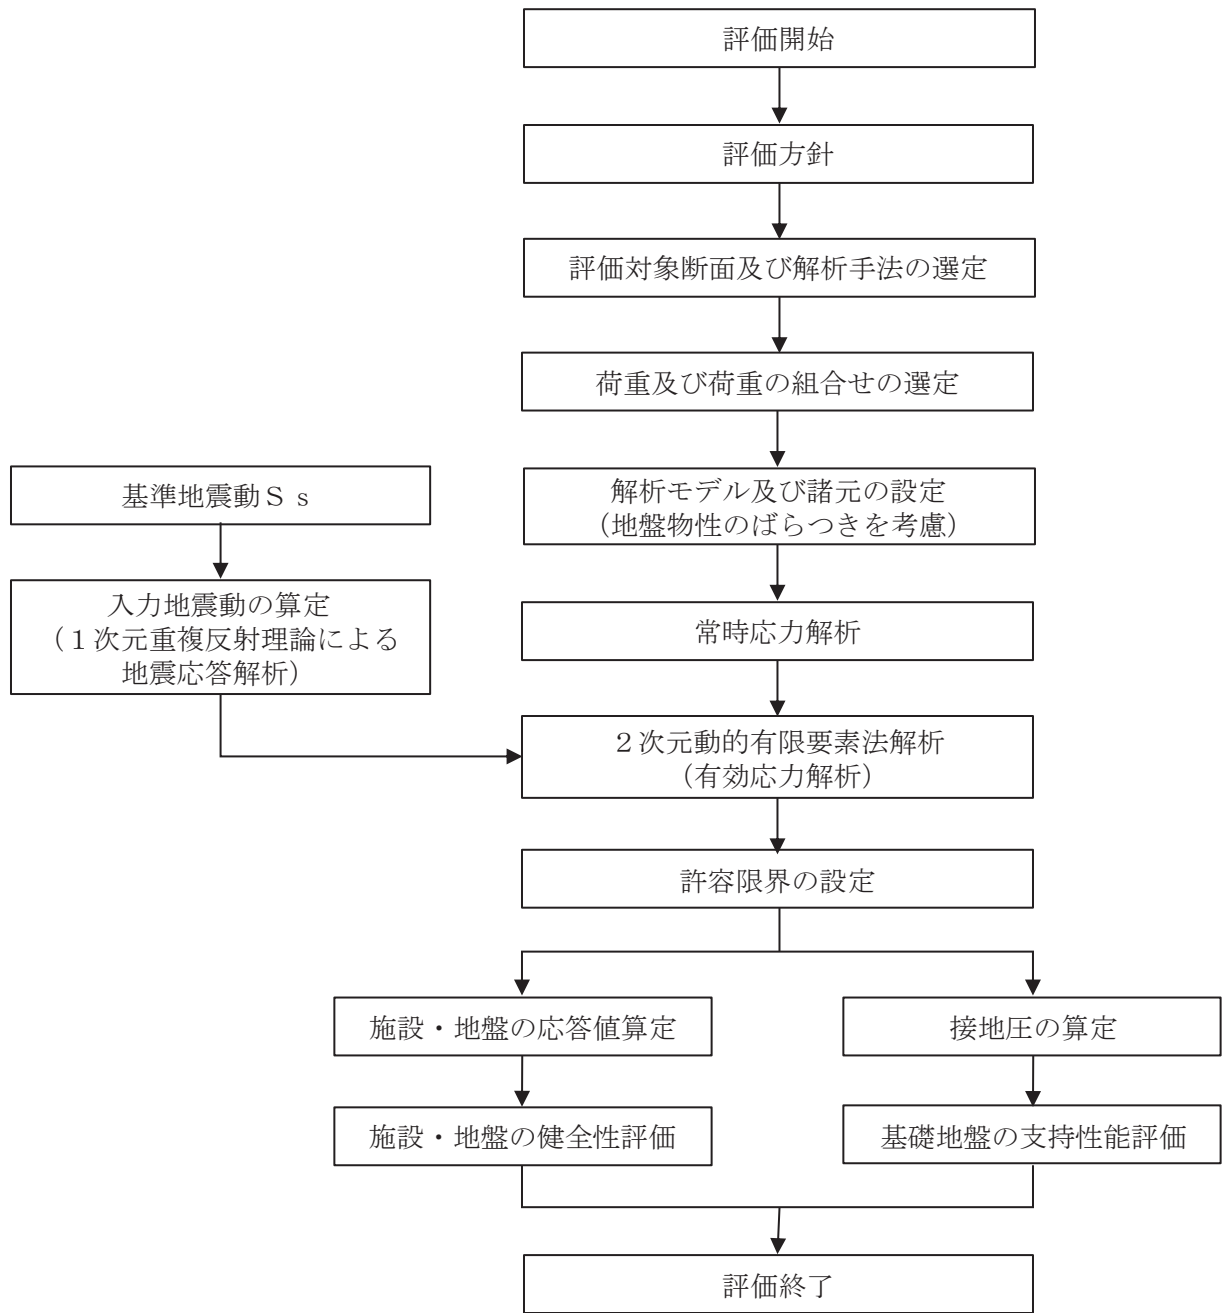 評価開始
評価方針
評価対象断面及び解析手法の選定
荷重及び荷重の組合せの選定
基準地震動Ｓｓ
解析モデル及び諸元の設定
（地盤物性のばらつきを考慮）
入力地震動の算定
（１次元重複反射理論による
地震応答解析）
常時応力解析
２次元動的有限要素法解析
（有効応力解析）
許容限界の設定
施設・地盤の応答値算定
接地圧の算定
施設・地盤の健全性評価
基礎地盤の支持性能評価
評価終了